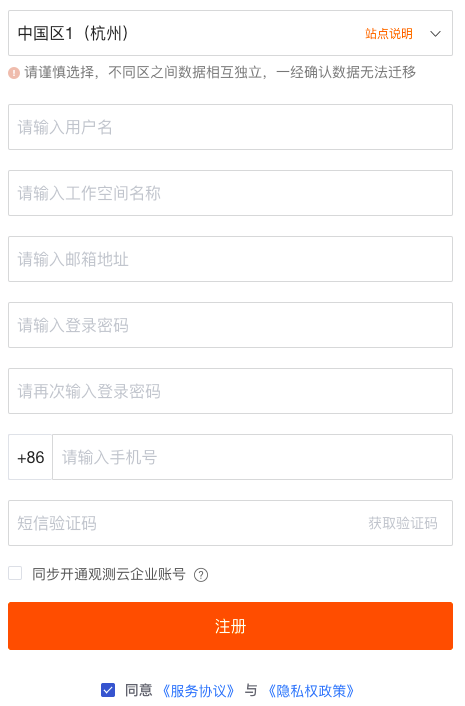 中国区1（杭州） 站点说明
请谨慎选择，不同区之间数据相互独立，一经确认数据无法迁移
请输入用户名
请输入工作空间名称
请输入邮箱地址
请输入登录密码
请再次输入登录密码
+86 请输入手机号
短信验证码 获取验证码
同步开通观测云企业账号
注册
同意 《服务协议》 与 《隐私权政策》